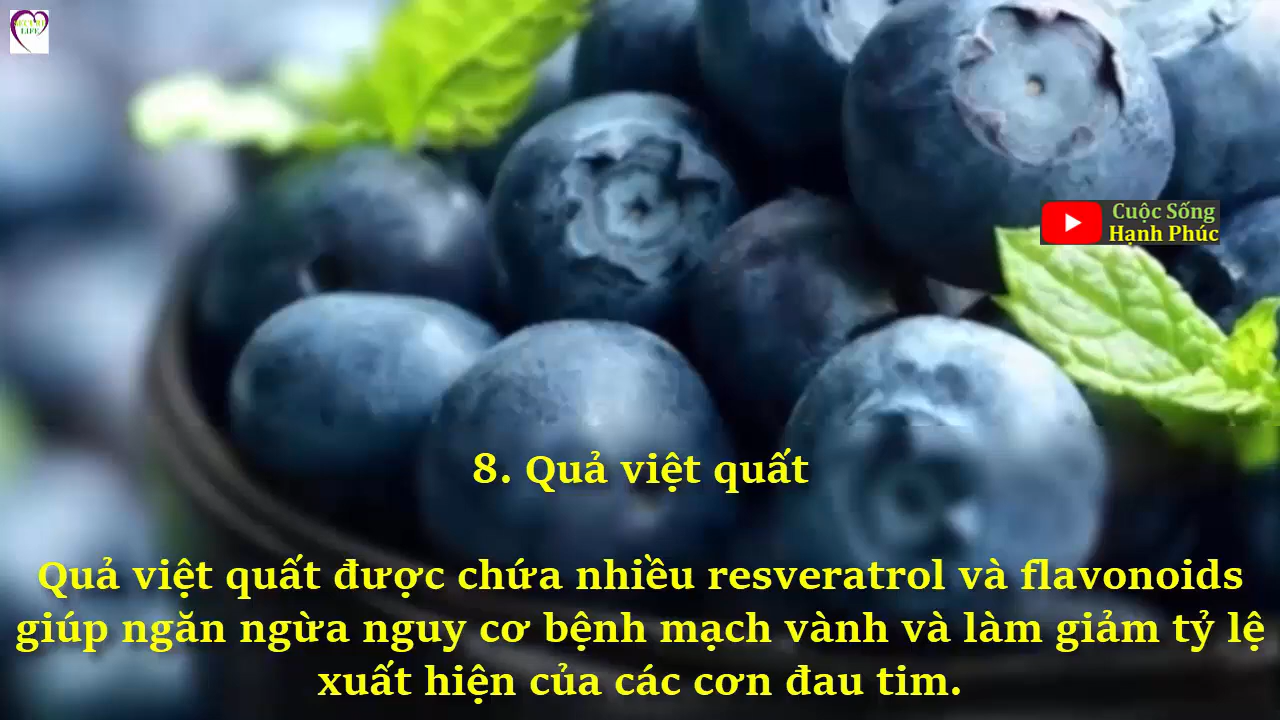 LIFE
Cuộc Sống
Hạnh Phúc
8. Quả việt quất
Quả việt quất được chứa nhiều resveratrol và flavonoids
giúp ngăn ngừa nguy cơ bệnh mạch vành và làm giảm tỷ lệ
xuất hiện của các cơn đau tim.